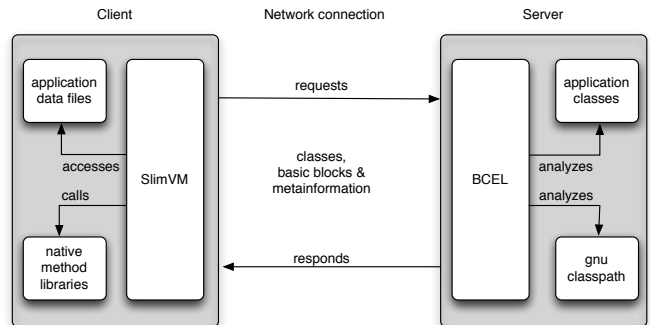 Client
Network connection
Server
application
data files
SlimVM
accesses
calls
native
method
libraries
requests
classes,
basic blocks &
metainformation
responds
BCEL
application
classes
analyzes
analyzes
gnu
classpath